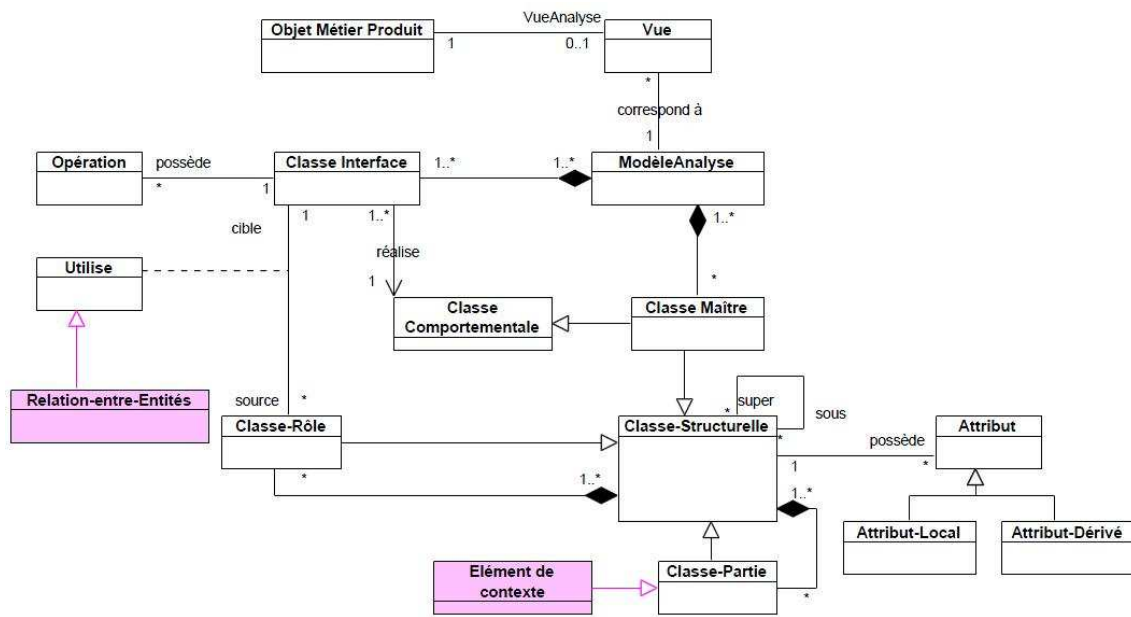 VueAnalyse
Objet Métier Produit
Vue
1
0..1
*
correspond à
1
Opération
possède
Classe Interface
1..*
1..*
ModèleAnalyse
*
1
1
1..*
1..*
cible
réalise
Utilise
1
*
Classe
Comportementale
Classe Maître
Relation-entre-Entités
source
*
super
*
sous
Classe-Rôle
Classe-Structurelle
*
possède
Attribut
1
*
*
1..*
1..*
Attribut-Local
Attribut-Dérivé
Elément de
contexte
Classe-Partie
*